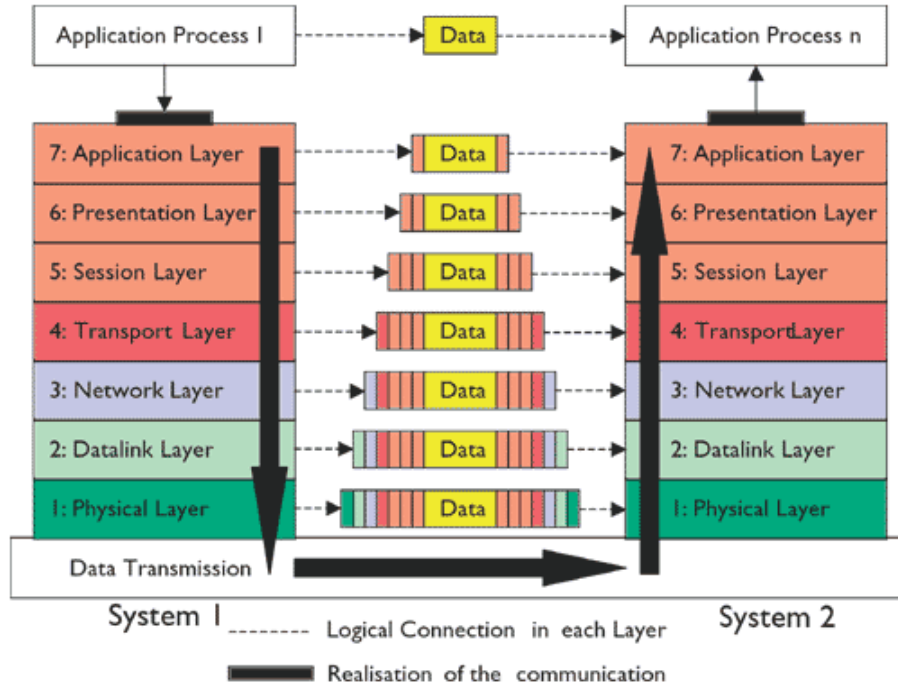 Application Process 1
Data
Application Process n
7: Application Layer
Data
7: Application Layer
6: Presentation Layer
Data
6: Presentation Layer
5: Session Layer
Data
5: Session Layer
4: Transport Layer
Data
4: TransportLayer
3: Network Layer
Data
3: Network Layer
2: Datalink Layer
Data
2: Datalink Layer
1: Physical Layer
Data
1: Physical Layer
Data Transmission
System 1
System 2
Logical Connection in each Layer
Realisation of the communication